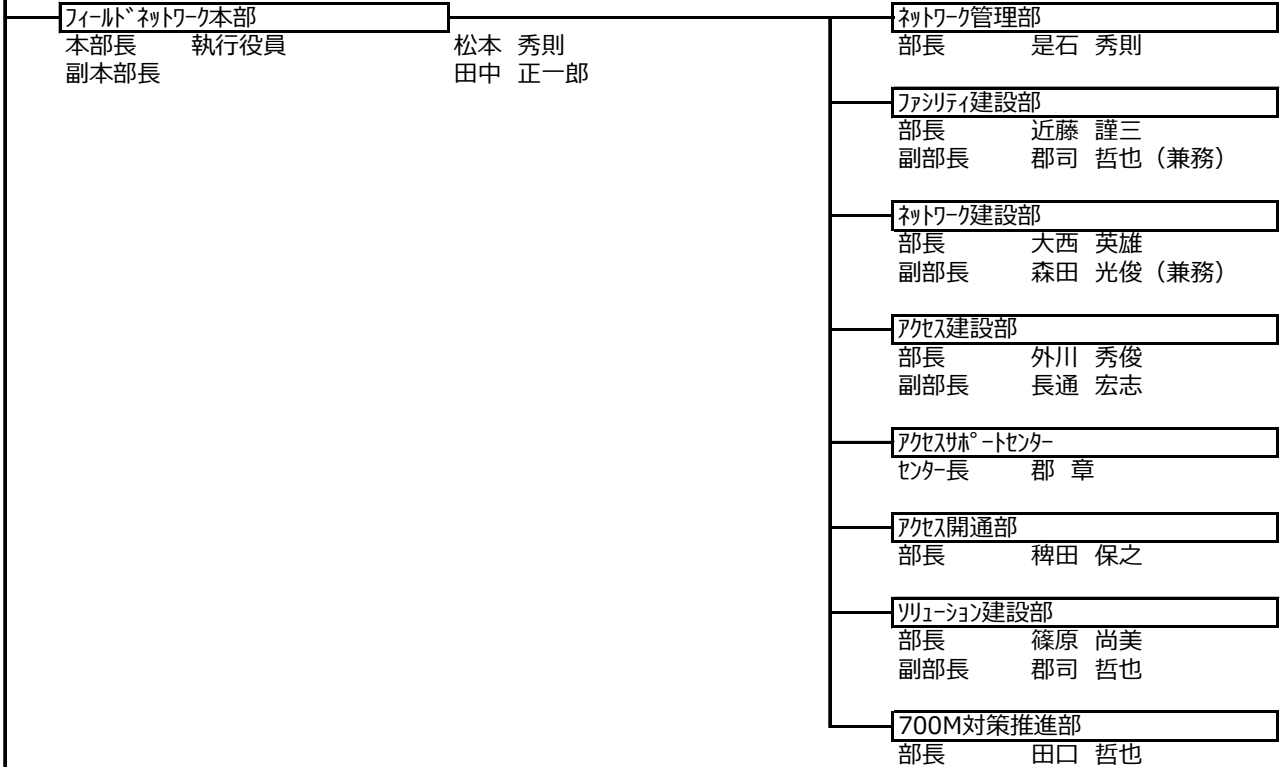 ﾌｨｰﾙﾄﾞﾈｯﾄﾜｰｸ本部
本部長 執行役員 松本 秀則
副本部長 田中 正一郎
ﾈｯﾄﾜｰｸ管理部
部長 是石 秀則
ﾌｧｼﾘﾃｨ建設部
部長 近藤 謹三
副部長 郡司 哲也（兼務）
ﾈｯﾄﾜｰｸ建設部
部長 大西 英雄
副部長 森田 光俊（兼務）
ｱｸｾｽ建設部
部長 外川 秀俊
副部長 長通 宏志
ｱｸｾｽｻﾎﾟｰﾄｾﾝﾀｰ
ｾﾝﾀｰ長 郡 章
ｱｸｾｽ開通部
部長 稗田 保之
ｿﾘｭｰｼｮﾝ建設部
部長 篠原 尚美
副部長 郡司 哲也
700M対策推進部
部長 田口 哲也